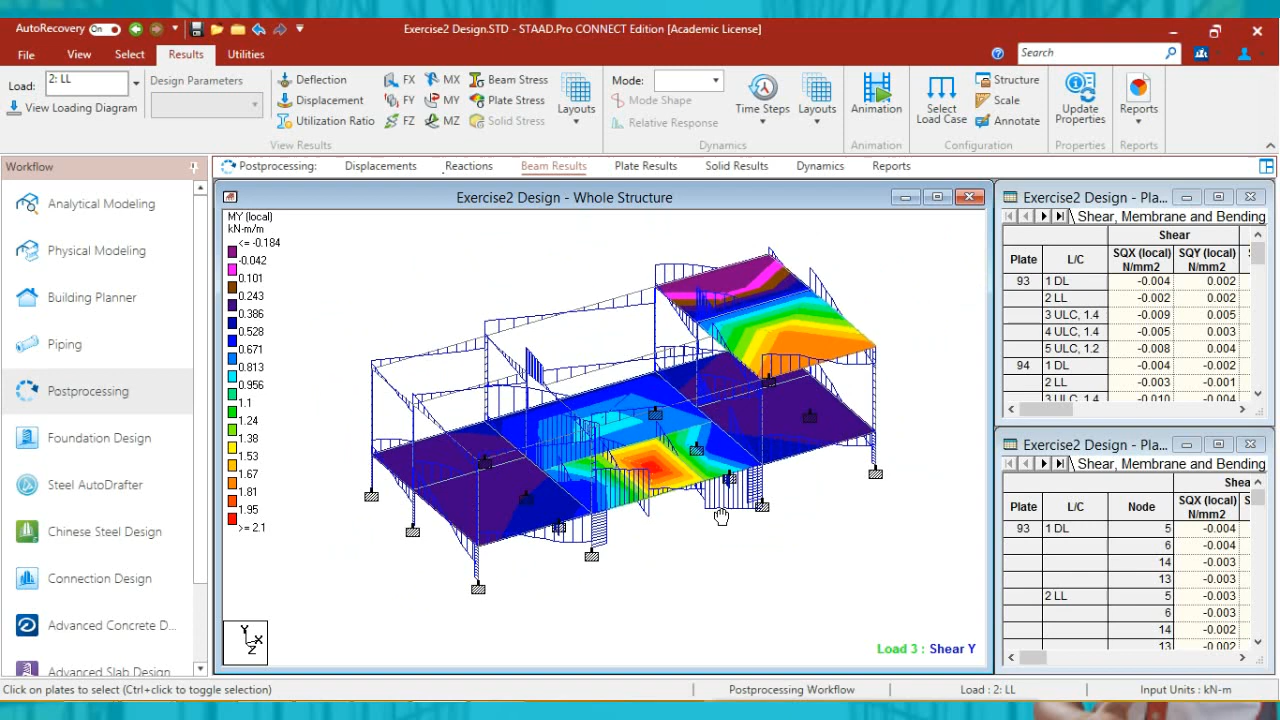 AutoRecovery On
Exercise2 Design.STD - STAAD.Pro CONNECT Edition [Academic License]
File View Select Results Utilities
Search
Load: 2: LL
View Loading Diagram
Design Parameters
Deflection
Displacement
Utilization Ratio
FX MX
FY MY
FZ MZ
Beam Stress
Plate Stress
Solid Stress
Layouts
View Results
Mode:
Mode Shape
Relative Response
Time Steps
Layouts
Dynamics
Animation
Animation
Select Load Case
Structure
Scale
Annotate
Configuration
Update Properties
Properties
Reports
Reports
Workflow
Analytical Modeling
Physical Modeling
Building Planner
Piping
Postprocessing
Foundation Design
Steel AutoDrafter
Chinese Steel Design
Connection Design
Advanced Concrete D...
Advanced Slab Design
Postprocessing: Displacements Reactions Beam Results Plate Results Solid Results Dynamics Reports
Exercise2 Design - Whole Structure
MY (local)
kN-m/m
<= -0.184
-0.042
0.101
0.243
0.386
0.528
0.671
0.813
0.956
1.1
1.24
1.38
1.53
1.67
1.81
1.95
>= 2.1
Y
X
Z
Load 3 : Shear Y
Exercise2 Design - Pla...
Shear, Membrane and Bending
Shear
Plate L/C SQX (local) N/mm2 SQY (local) N/mm2
93 1 DL -0.004 0.002
2 LL -0.002 0.002
3 ULC, 1.4 -0.009 0.005
4 ULC, 1.4 -0.005 0.003
5 ULC, 1.2 -0.008 0.004
94 1 DL -0.004 -0.002
2 LL -0.003 -0.001
3 ULC, 1.4 -0.010 -0.004
Exercise2 Design - Pla...
Shear, Membrane and Bending
Shea
Plate L/C Node SQX (local) N/mm2
93 1 DL 5 -0.004
6 -0.004
14 -0.003
13 -0.003
2 LL 5 -0.003
6 -0.003
14 -0.002
13 -0.002
Click on plates to select (Ctrl+click to toggle selection)
Postprocessing Workflow
Load : 2: LL
Input Units : kN-m